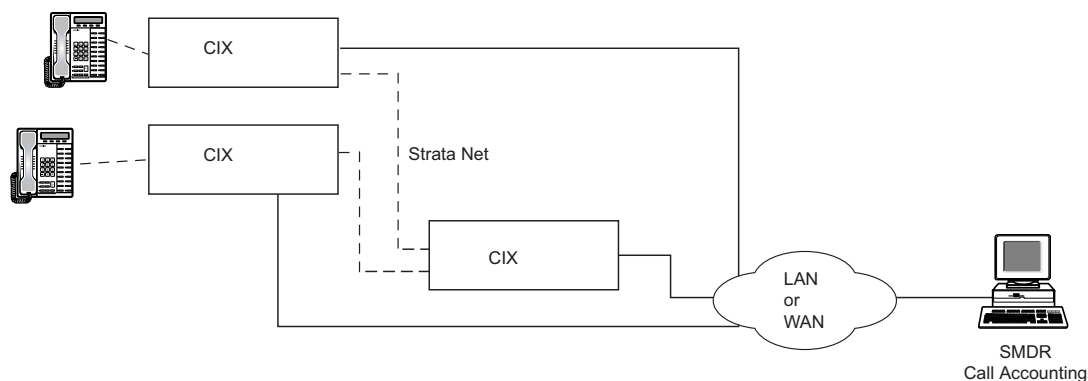 CIX
CIX
Strata Net
CIX
LAN
or
WAN
SMDR
Call Accounting